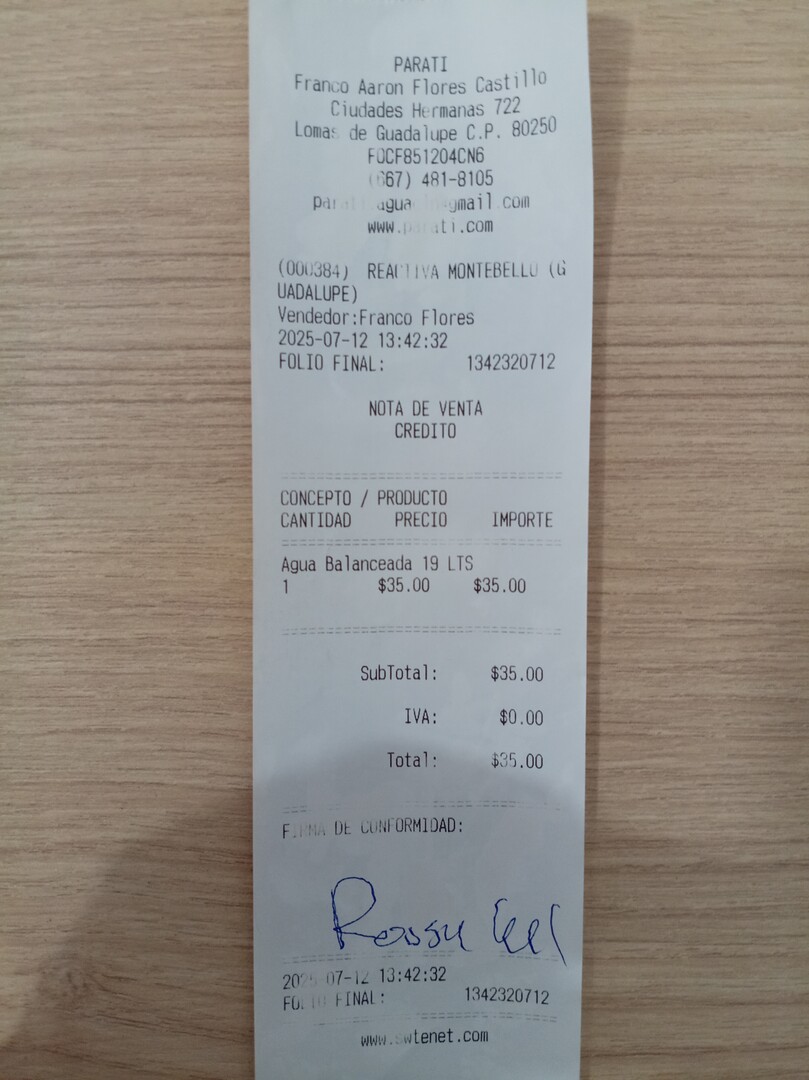 PARATI
Franco Aaron Flores Castillo
Ciudades Hermanas 722
Lomas de Guadalupe C.P. 80250
FOCF851204CN6
(667) 481-8105
www.parati.com
(000384) REACTIVA MONTEBELLO (G
UADALUPE)
Vendedor:Franco Flores
2025-07-12 13:42:32
FOLIO FINAL: 1342320712
NOTA DE VENTA
CREDITO
CONCEPTO / PRODUCTO
CANTIDAD PRECIO IMPORTE
Agua Balanceada 19 LTS
1 $35.00 $35.00
SubTotal: $35.00
IVA: $0.00
Total: $35.00
FIRMA DE CONFORMIDAD:
2025-07-12 13:42:32
FOLIO FINAL: 1342320712